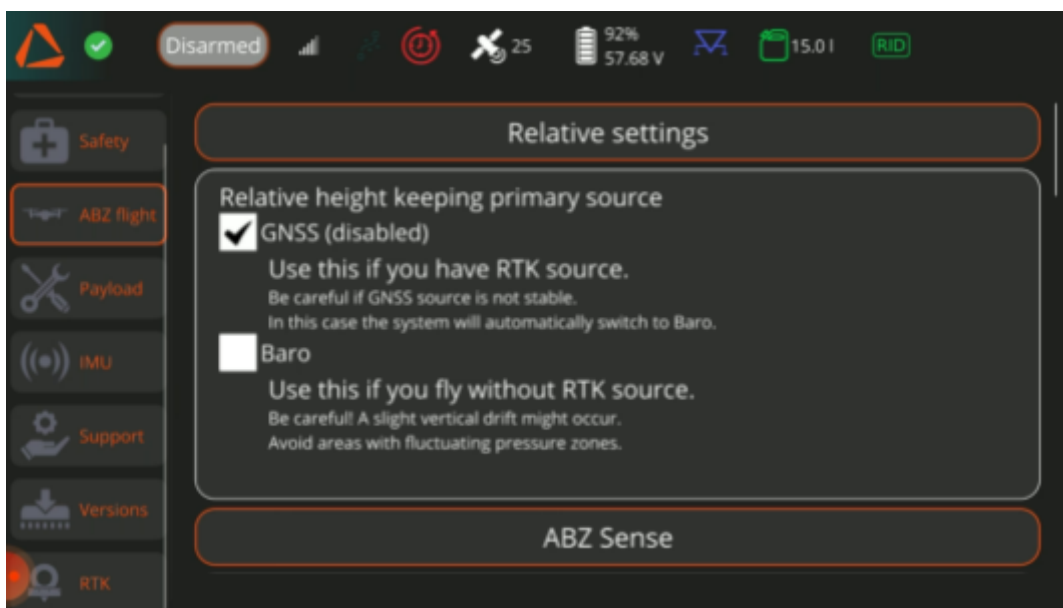 Disarmed
25
92%
57.68 V
15.0 l
RID
Safety
ABZ flight
Payload
IMU
Support
Versions
RTK
Relative settings
Relative height keeping primary source
GNSS (disabled)
Use this if you have RTK source.
Be careful if GNSS source is not stable.
In this case the system will automatically switch to Baro.
Baro
Use this if you fly without RTK source.
Be careful! A slight vertical drift might occur.
Avoid areas with fluctuating pressure zones.
ABZ Sense